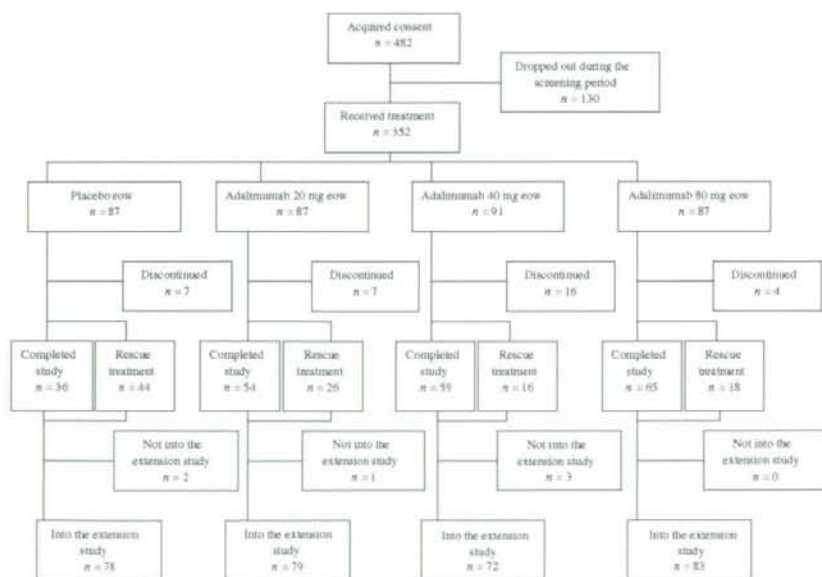 Acquired consent
n = 482
Dropped out during the
screening period
n = 130
Received treatment
n = 352
Placebo eow
n = 87
Adalimumab 20 mg eow
n = 87
Adalimumab 40 mg eow
n = 91
Adalimumab 80 mg eow
n = 87
Discontinued
n = 7
Discontinued
n = 7
Discontinued
n = 16
Discontinued
n = 4
Completed
study
n = 36
Rescue
treatment
n = 44
Completed
study
n = 54
Rescue
treatment
n = 26
Completed
study
n = 59
Rescue
treatment
n = 16
Completed
study
n = 65
Rescue
treatment
n = 18
Not into the
extension study
n = 2
Not into the
extension study
n = 1
Not into the
extension study
n = 3
Not into the
extension study
n = 0
Into the extension
study
n = 78
Into the extension
study
n = 79
Into the extension
study
n = 72
Into the extension
study
n = 83